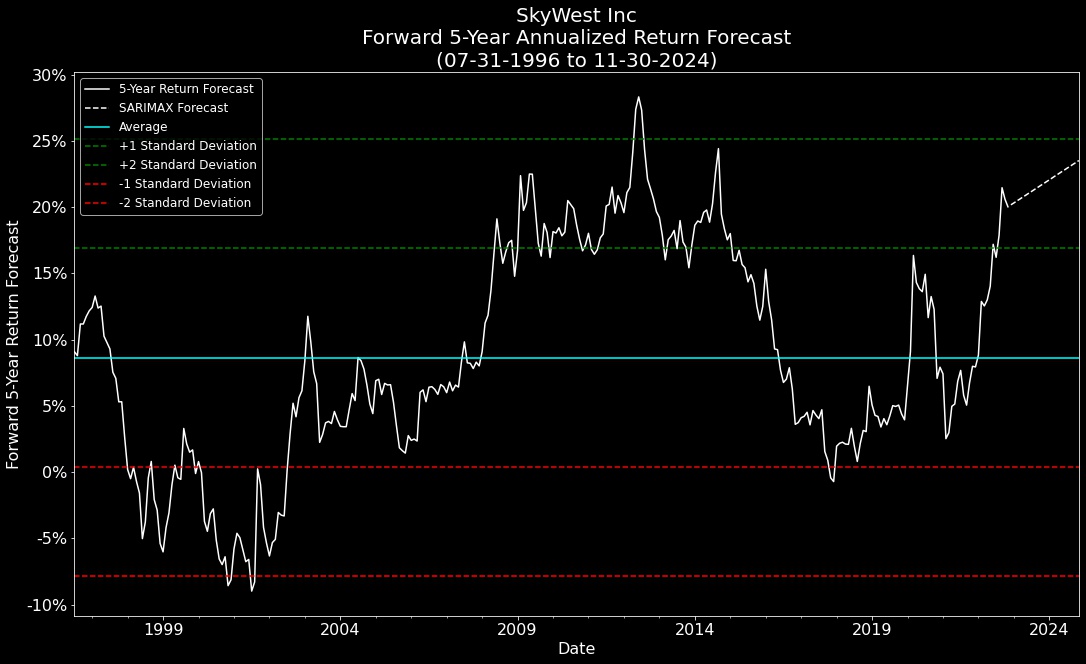 SkyWest Inc
Forward 5-Year Annualized Return Forecast
(07-31-1996 to 11-30-2024)
30%
25%
20%
15%
10%
5%
0%
-5%
-10%
Forward 5-Year Return Forecast
5-Year Return Forecast
SARIMAX Forecast
Average
+1 Standard Deviation
+2 Standard Deviation
-1 Standard Deviation
-2 Standard Deviation
1999
2004
2009
2014
2019
2024
Date